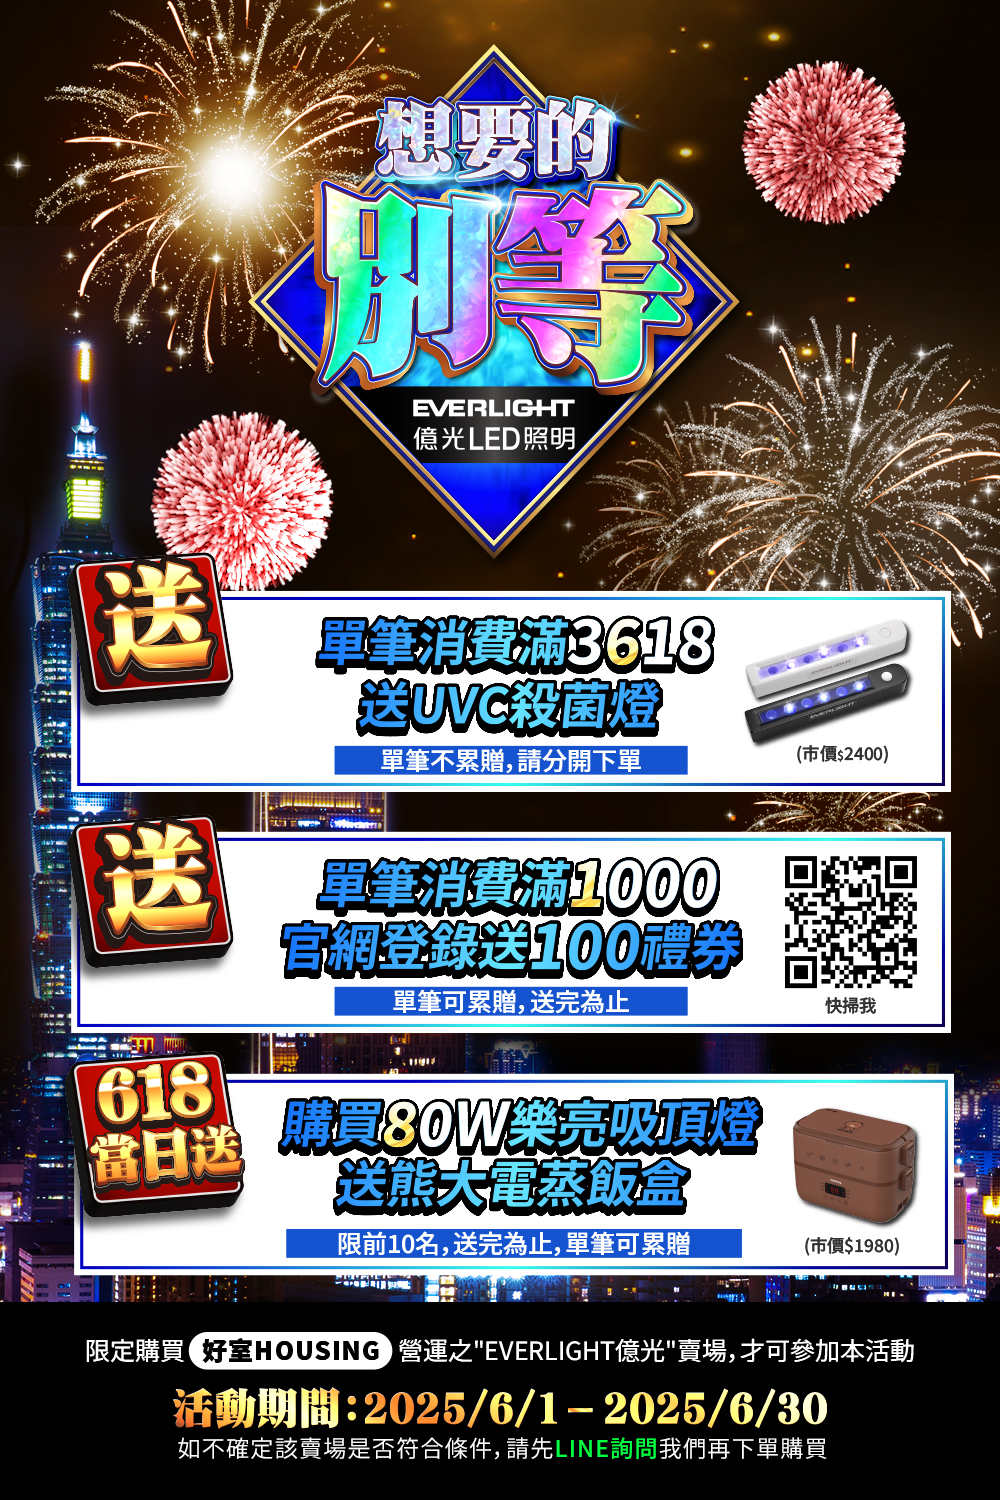 想要的
別等
EVERLIGHT
億光LED照明
送
單筆消費滿3618
送UVC殺菌燈
單筆不累贈,請分開下單
EVERLIGHT
EVERLIGHT
(市價$2400)
送
單筆消費滿1000
官網登錄送100禮券
單筆可累贈,送完為止
快掃我
618
當日送
購買80W樂亮吸頂燈
送熊大電蒸飯盒
限前10名,送完為止,單筆可累贈
(市價$1980)
限定購買 好室HOUSING 營運之"EVERLIGHT億光"賣場,才可參加本活動
活動期間:2025/6/1－2025/6/30
如不確定該賣場是否符合條件,請先LINE詢問我們再下單購買